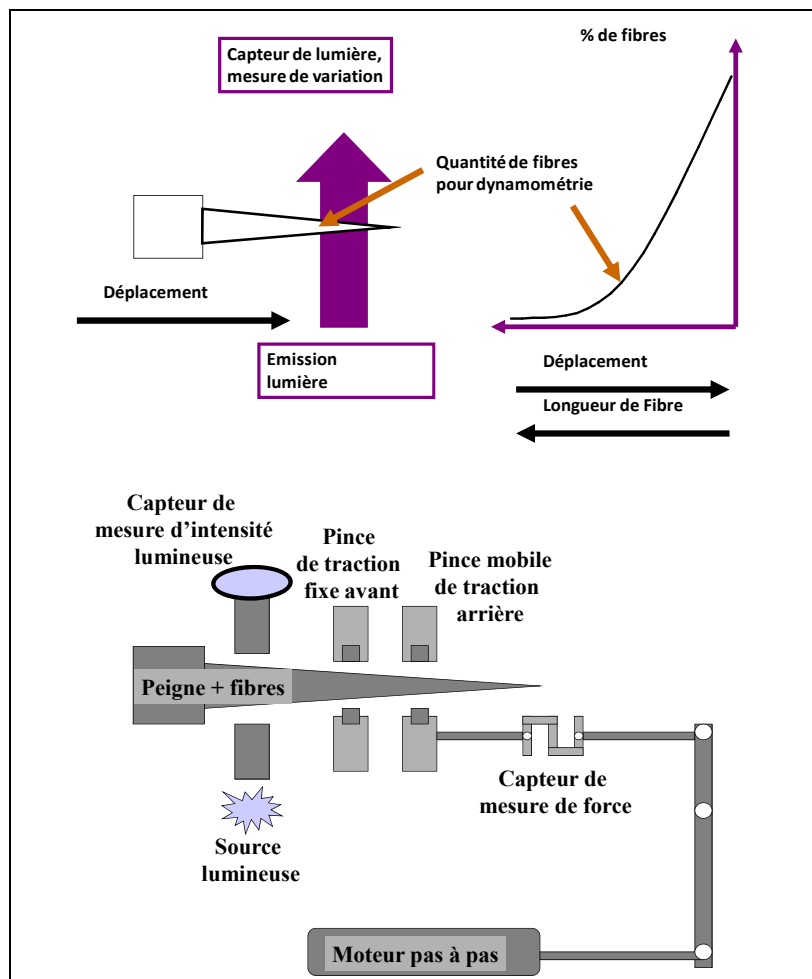 Capteur de lumière,
mesure de variation
% de fibres
Quantité de fibres
pour dynamométrie
Déplacement
Emission
lumière
Déplacement
Longueur de Fibre
Capteur de
mesure d'intensité
lumineuse
Pince
de traction
fixe avant
Pince mobile
de traction
arrière
Peigne + fibres
Capteur de
mesure de force
Source
lumineuse
Moteur pas à pas